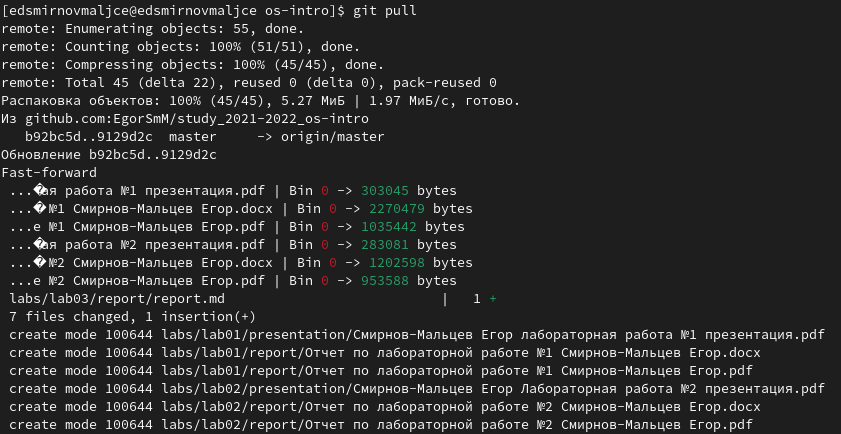 [edsmirnovmaljce@edsmirnovmaljce os-intro]$ git pull
remote: Enumerating objects: 55, done.
remote: Counting objects: 100% (51/51), done.
remote: Compressing objects: 100% (45/45), done.
remote: Total 45 (delta 22), reused 0 (delta 0), pack-reused 0
Распаковка объектов: 100% (45/45), 5.27 МиБ | 1.97 МиБ/с, готово.
Из github.com:EgorSmM/study_2021-2022_os-intro
   b92bc5d..9129d2c  master     -> origin/master
Обновление b92bc5d..9129d2c
Fast-forward
 ...�ая работа №1 презентация.pdf | Bin 0 -> 303045 bytes
 ...�№1 Смирнов-Мальцев Егор.docx | Bin 0 -> 2270479 bytes
 ...е №1 Смирнов-Мальцев Егор.pdf | Bin 0 -> 1035442 bytes
 ...�ая работа №2 презентация.pdf | Bin 0 -> 283081 bytes
 ...�№2 Смирнов-Мальцев Егор.docx | Bin 0 -> 1202598 bytes
 ...е №2 Смирнов-Мальцев Егор.pdf | Bin 0 -> 953588 bytes
 labs/lab03/report/report.md                           |   1 +
 7 files changed, 1 insertion(+)
 create mode 100644 labs/lab01/presentation/Смирнов-Мальцев Егор лабораторная работа №1 презентация.pdf
 create mode 100644 labs/lab01/report/Отчет по лабораторной работе №1 Смирнов-Мальцев Егор.docx
 create mode 100644 labs/lab01/report/Отчет по лабораторной работе №1 Смирнов-Мальцев Егор.pdf
 create mode 100644 labs/lab02/presentation/Смирнов-Мальцев Егор Лабораторная работа №2 презентация.pdf
 create mode 100644 labs/lab02/report/Отчет по лабораторной работе №2 Смирнов-Мальцев Егор.docx
 create mode 100644 labs/lab02/report/Отчет по лабораторной работе №2 Смирнов-Мальцев Егор.pdf